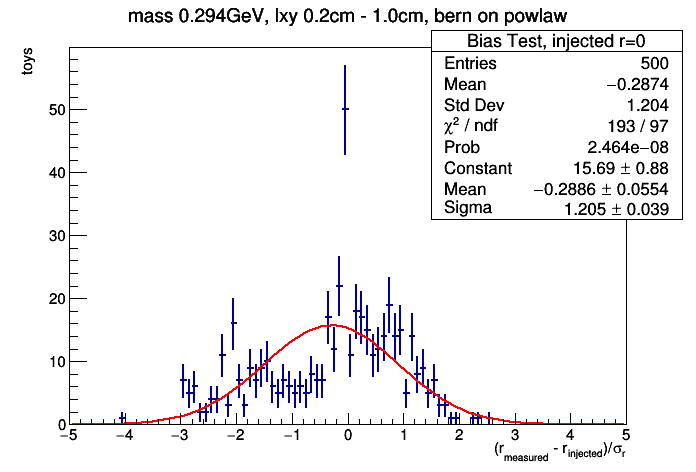 mass 0.294GeV, lxy 0.2cm - 1.0cm, bern on powlaw
Bias Test, injected r=0
Entries 500
Mean −0.2874
Std Dev 1.204
χ² / ndf 193 / 97
Prob 2.464e−08
Constant 15.69 ± 0.88
Mean −0.2886 ± 0.0554
Sigma 1.205 ± 0.039
toys
50
40
30
20
10
0
−5 −4 −3 −2 −1 0 1 2 3 4 5
(r_measured - r_injected)/σ_r